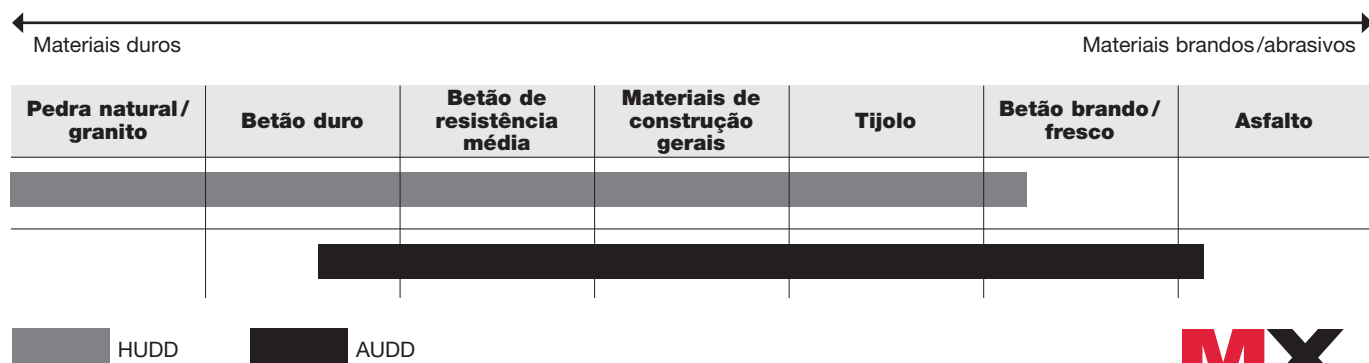 Materiais duros
Materiais brandos/abrasivos
Pedra natural/
granito
Betão duro
Betão de
resistência
média
Materiais de
construção
gerais
Tijolo
Betão brando/
fresco
Asfalto
HUDD
AUDD
MX